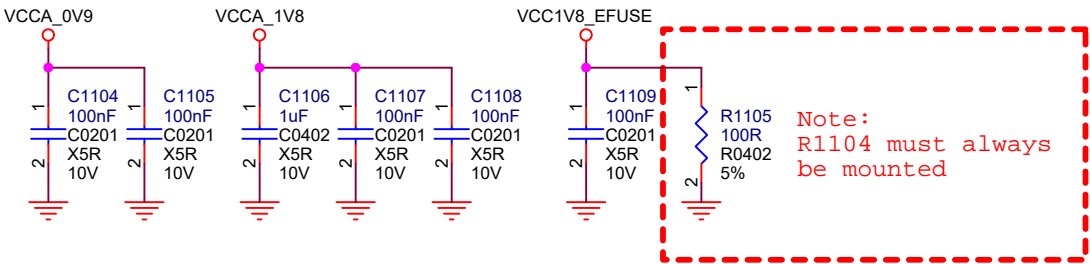 VCCA_0V9
VCCA_1V8
VCC1V8_EFUSE
1
2
C1104
100nF
C0201
X5R
10V
1
2
C1105
100nF
C0201
X5R
10V
1
2
C1106
1uF
C0402
X5R
10V
1
2
C1107
100nF
C0201
X5R
10V
1
2
C1108
100nF
C0201
X5R
10V
1
2
C1109
100nF
C0201
X5R
10V
1
2
R1105
100R
R0402
5%
Note:
R1104 must always
be mounted